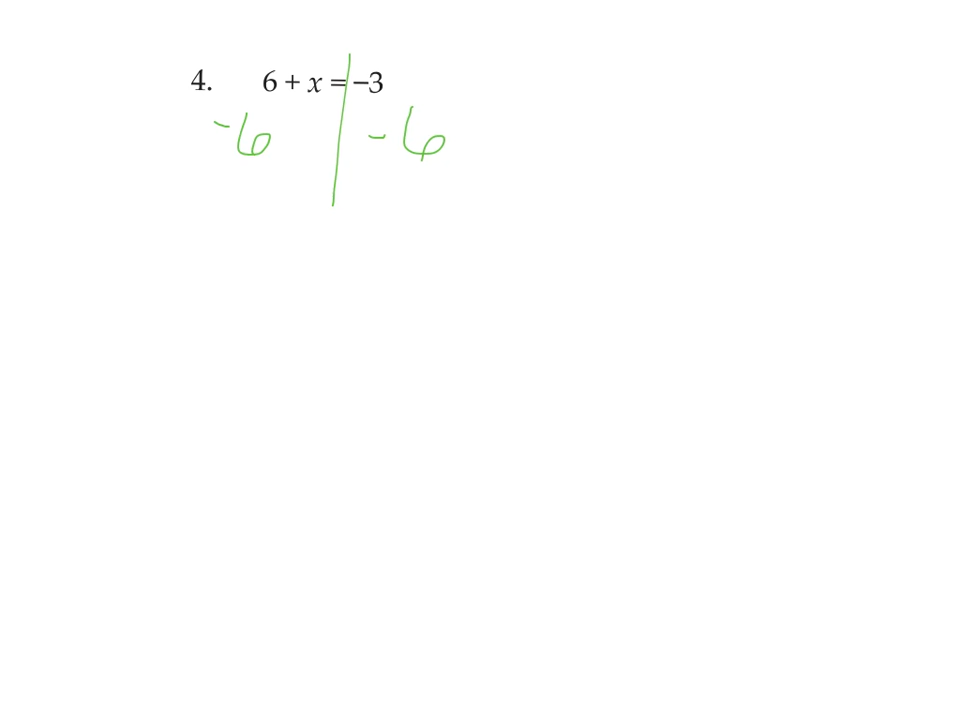 4. 6 + x = −3
-6 -6